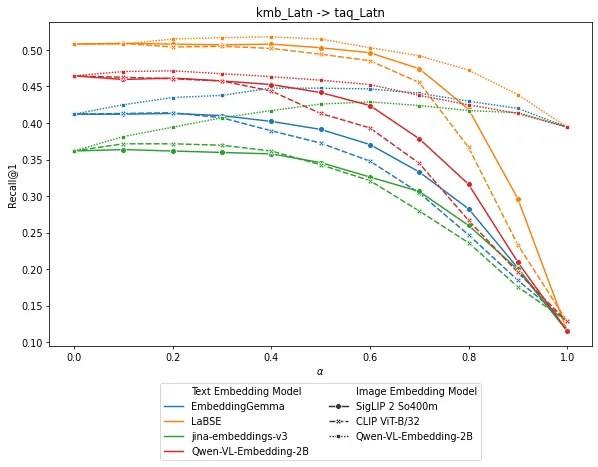 kmb_Latn -> taq_Latn
Recall@1
0.50
0.45
0.40
0.35
0.30
0.25
0.20
0.15
0.10
0.0
0.2
0.4
0.6
0.8
1.0
α
Text Embedding Model
EmbeddingGemma
LaBSE
jina-embeddings-v3
Qwen-VL-Embedding-2B
Image Embedding Model
SigLIP 2 So400m
CLIP ViT-B/32
Qwen-VL-Embedding-2B